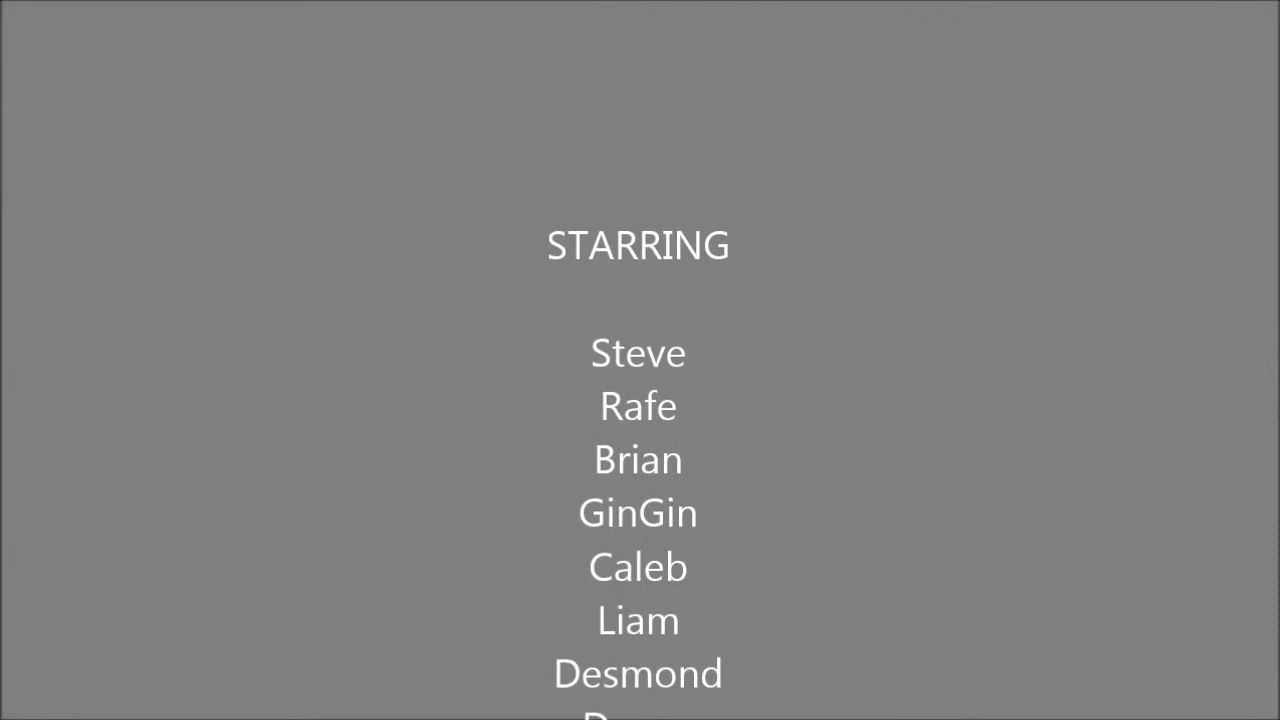 STARRING
Steve
Rafe
Brian
GinGin
Caleb
Liam
Desmond